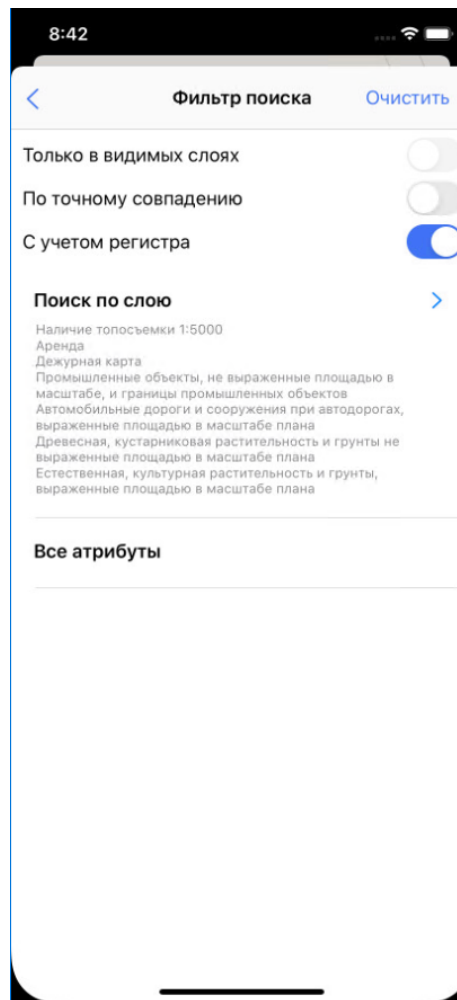 8:42
Фильтр поиска Очистить
Только в видимых слоях
По точному совпадению
С учетом регистра
Поиск по слою
Наличие топосъемки 1:5000
Аренда
Дежурная карта
Промышленные объекты, не выраженные площадью в
масштабе, и границы промышленных объектов
Автомобильные дороги и сооружения при автодорогах,
выраженные площадью в масштабе плана
Древесная, кустарниковая растительность и грунты не
выраженные площадью в масштабе плана
Естественная, культурная растительность и грунты,
выраженные площадью в масштабе плана
Все атрибуты